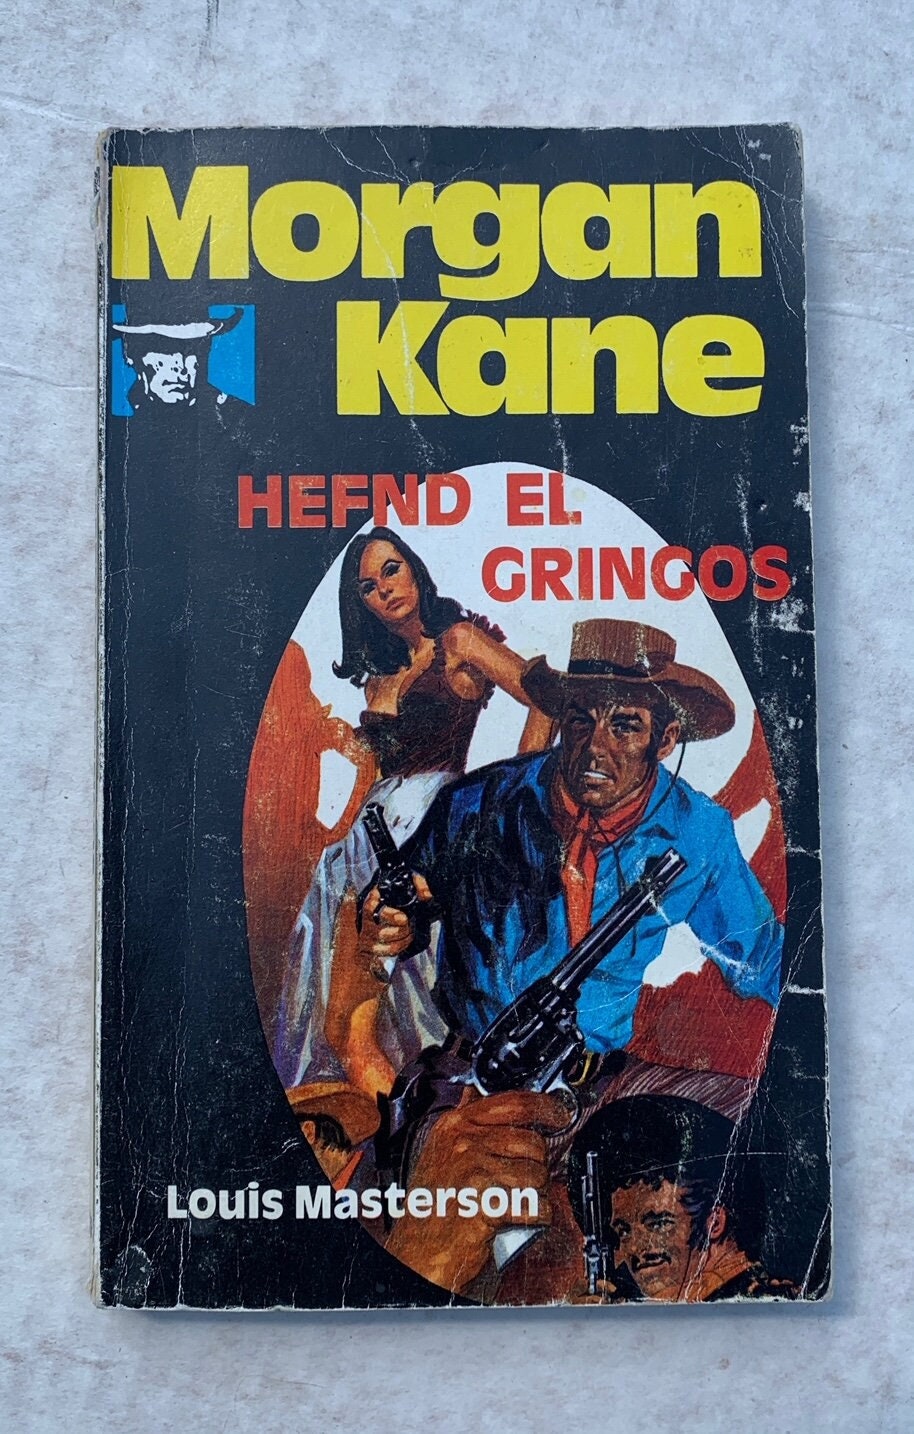 Morgan
Kane
HEFND EL
GRINGOS
Louis Masterson